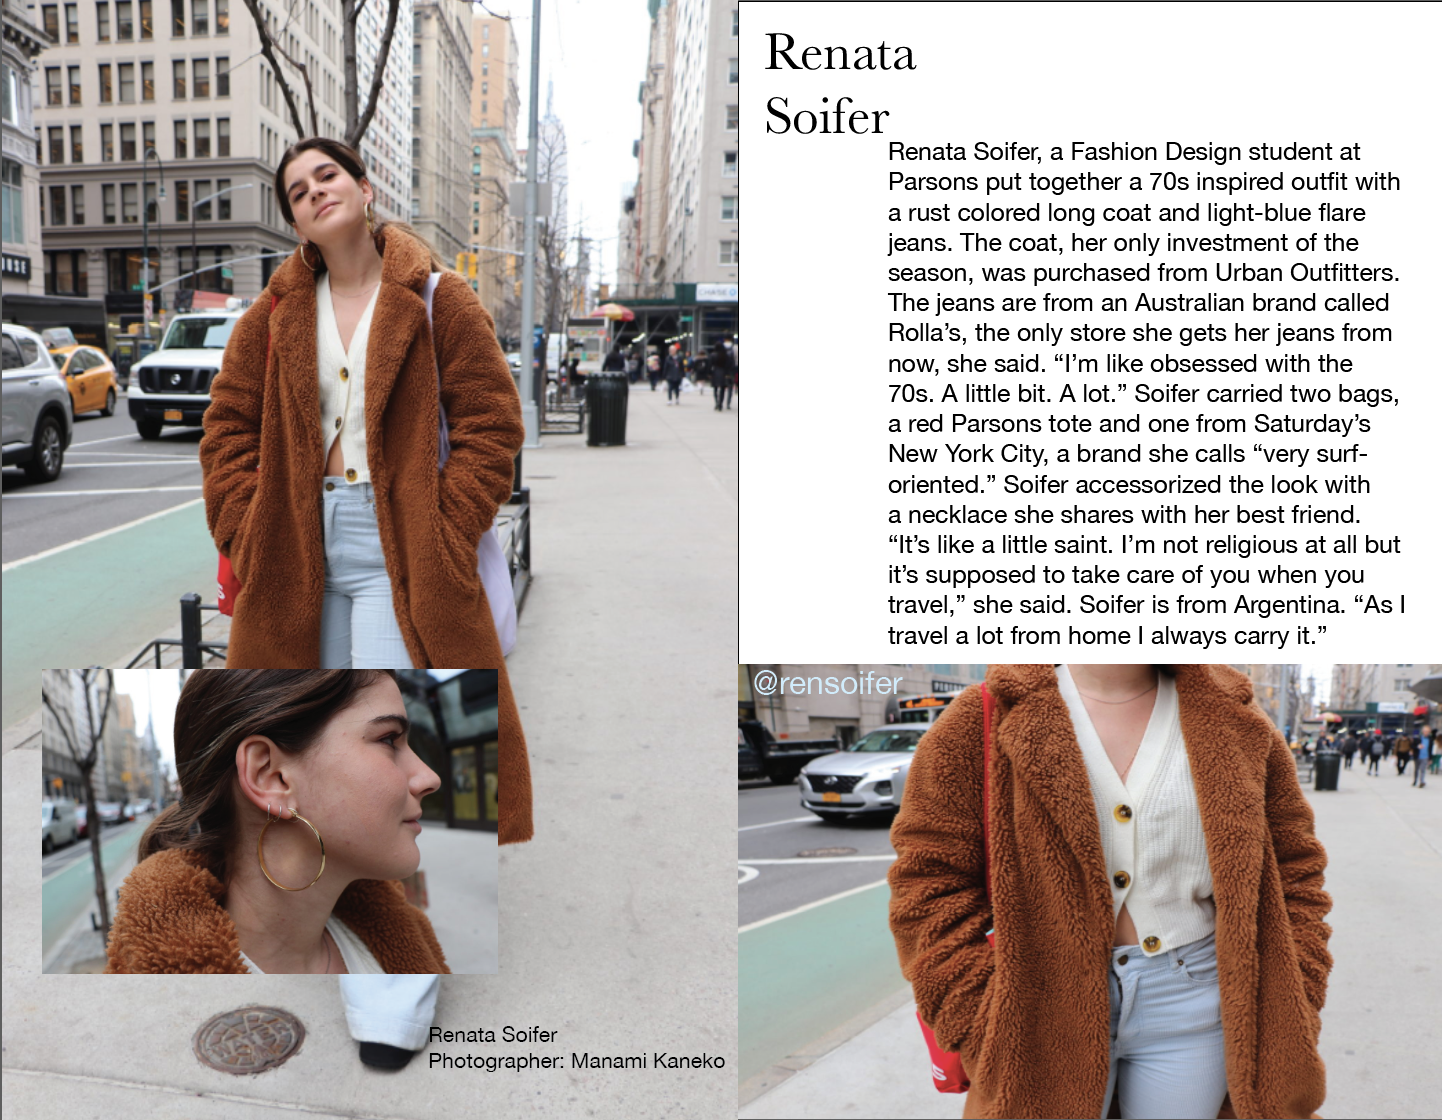 Renata
Soifer
Renata Soifer, a Fashion Design student at
Parsons put together a 70s inspired outfit with
a rust colored long coat and light-blue flare
jeans. The coat, her only investment of the
season, was purchased from Urban Outfitters.
The jeans are from an Australian brand called
Rolla’s, the only store she gets her jeans from
now, she said. “I’m like obsessed with the
70s. A little bit. A lot.” Soifer carried two bags,
a red Parsons tote and one from Saturday’s
New York City, a brand she calls “very surf-
oriented.” Soifer accessorized the look with
a necklace she shares with her best friend.
“It’s like a little saint. I’m not religious at all but
it’s supposed to take care of you when you
travel,” she said. Soifer is from Argentina. “As I
travel a lot from home I always carry it.”
@rensoifer
CHASE
Renata Soifer
Photographer: Manami Kaneko